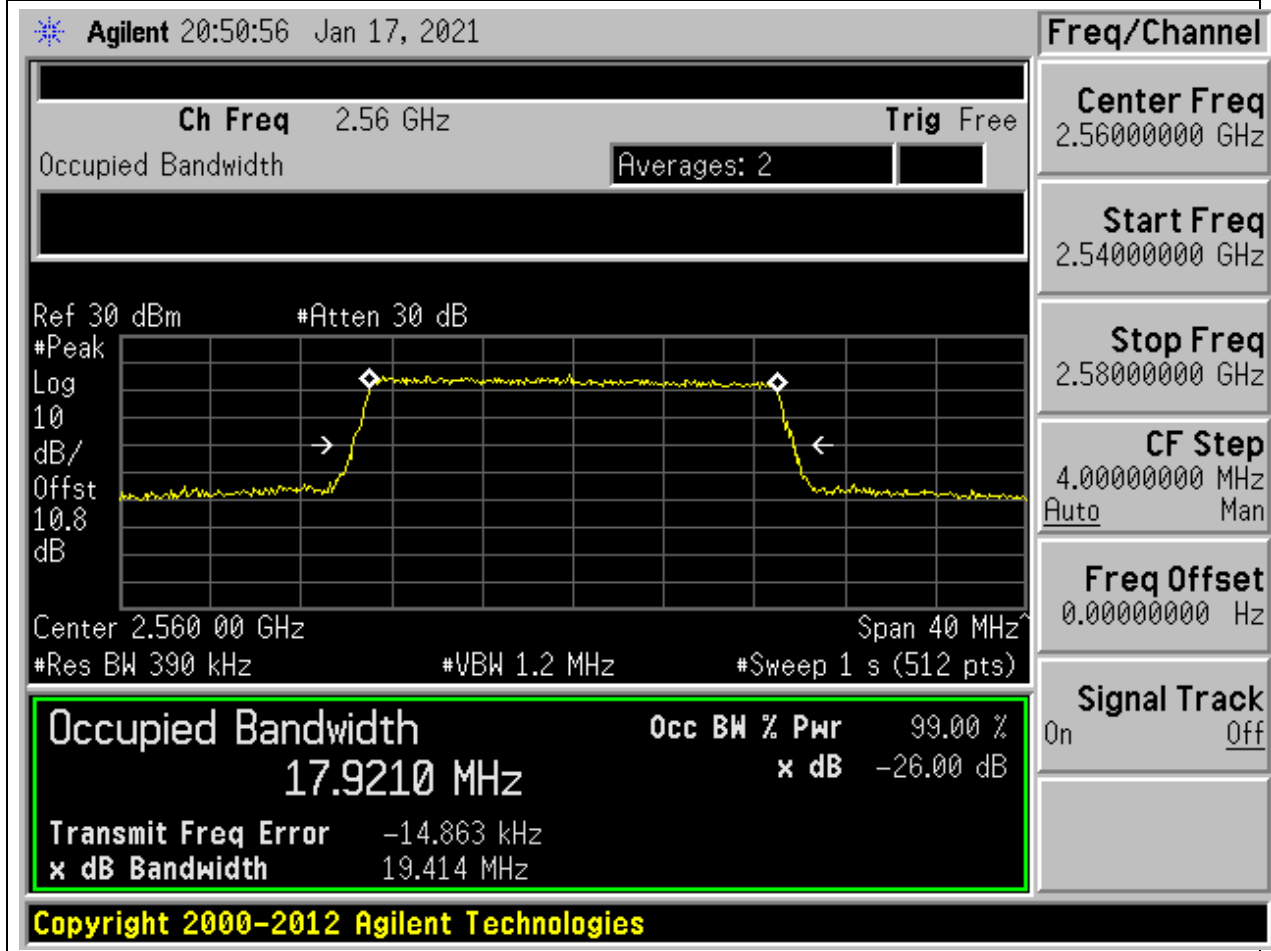 Agilent 20:50:56 Jan 17, 2021
Freq/Channel
Ch Freq 2.56 GHz Trig Free
Occupied Bandwidth Averages: 2
Ref 30 dBm #Atten 30 dB
#Peak
Log
10
dB/
Offst
10.8
dB
Center 2.560 00 GHz Span 40 MHz^
#Res BW 390 kHz #VBW 1.2 MHz #Sweep 1 s (512 pts)
Occupied Bandwidth
17.9210 MHz
Occ BW % Pwr 99.00 %
x dB -26.00 dB
Transmit Freq Error -14.863 kHz
x dB Bandwidth 19.414 MHz
Center Freq
2.56000000 GHz
Start Freq
2.54000000 GHz
Stop Freq
2.58000000 GHz
CF Step
4.00000000 MHz
Auto Man
Freq Offset
0.00000000 Hz
Signal Track
On Off
Copyright 2000-2012 Agilent Technologies